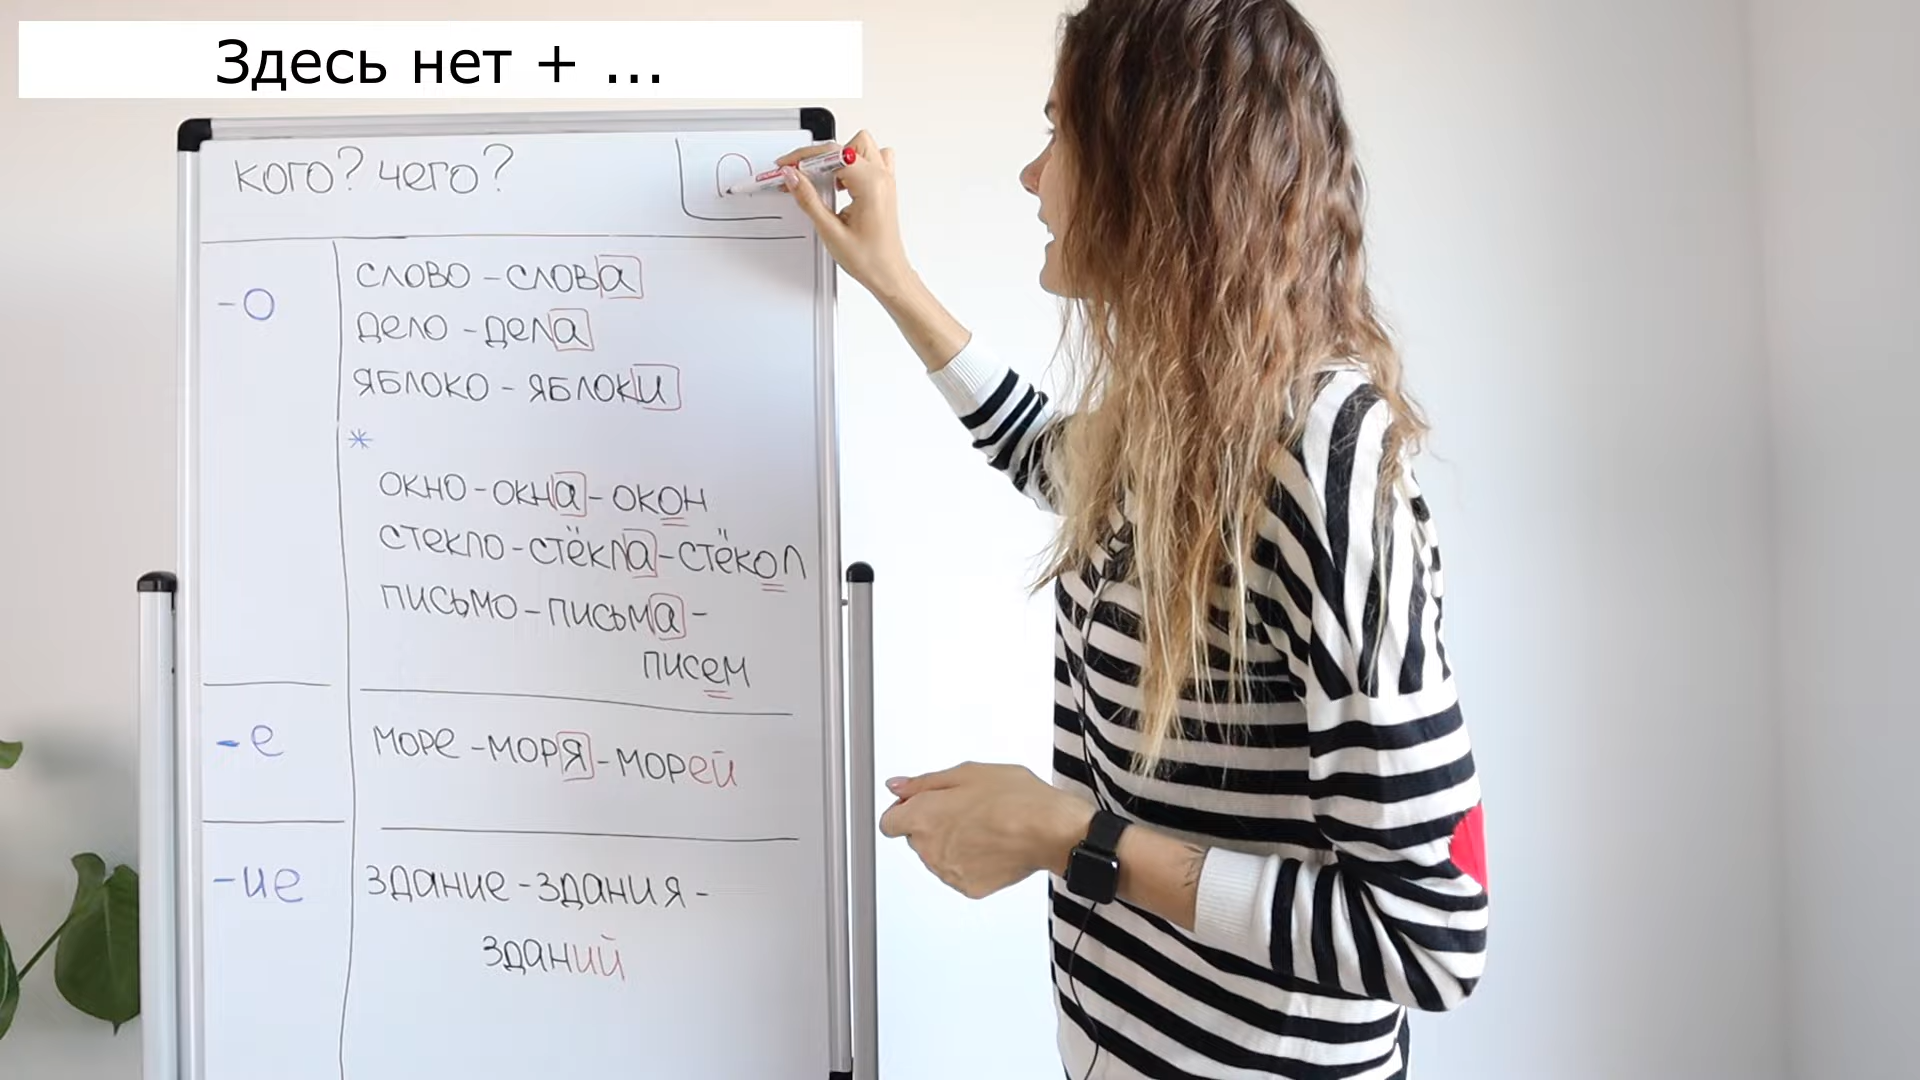 Здесь нет + ...
кого? чего?
-о
слово - слова
дело - дела
яблоко - яблоки
*
окно - окна - окон
стекло - стёкла - стёкол
письмо - письма -
писем
-е
море - моря - морей
-ие
здание - здания -
зданий